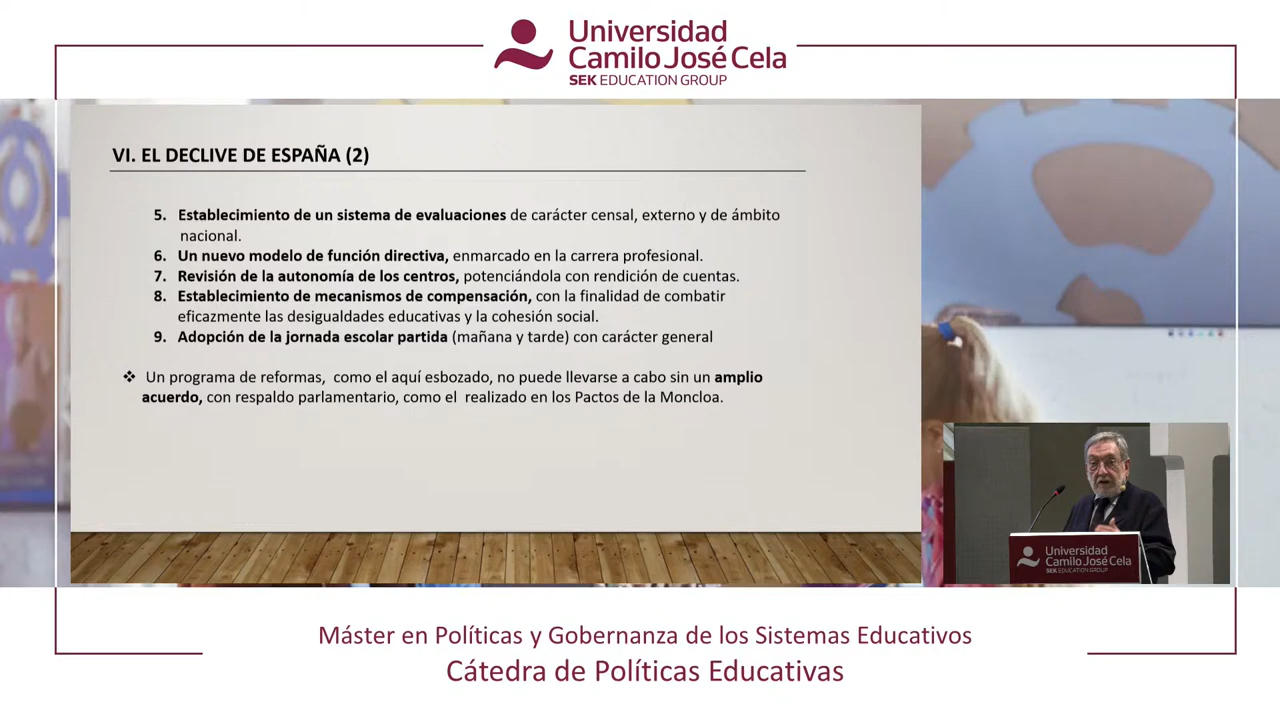 Universidad
Camilo José Cela
SEK EDUCATION GROUP
VI. EL DECLIVE DE ESPAÑA (2)
5. Establecimiento de un sistema de evaluaciones de carácter censal, externo y de ámbito
nacional.
6. Un nuevo modelo de función directiva, enmarcado en la carrera profesional.
7. Revisión de la autonomía de los centros, potenciándola con rendición de cuentas.
8. Establecimiento de mecanismos de compensación, con la finalidad de combatir
eficazmente las desigualdades educativas y la cohesión social.
9. Adopción de la jornada escolar partida (mañana y tarde) con carácter general
❖ Un programa de reformas, como el aquí esbozado, no puede llevarse a cabo sin un amplio
acuerdo, con respaldo parlamentario, como el realizado en los Pactos de la Moncloa.
Universidad
Camilo José Cela
SEK EDUCATION GROUP
Máster en Políticas y Gobernanza de los Sistemas Educativos
Cátedra de Políticas Educativas